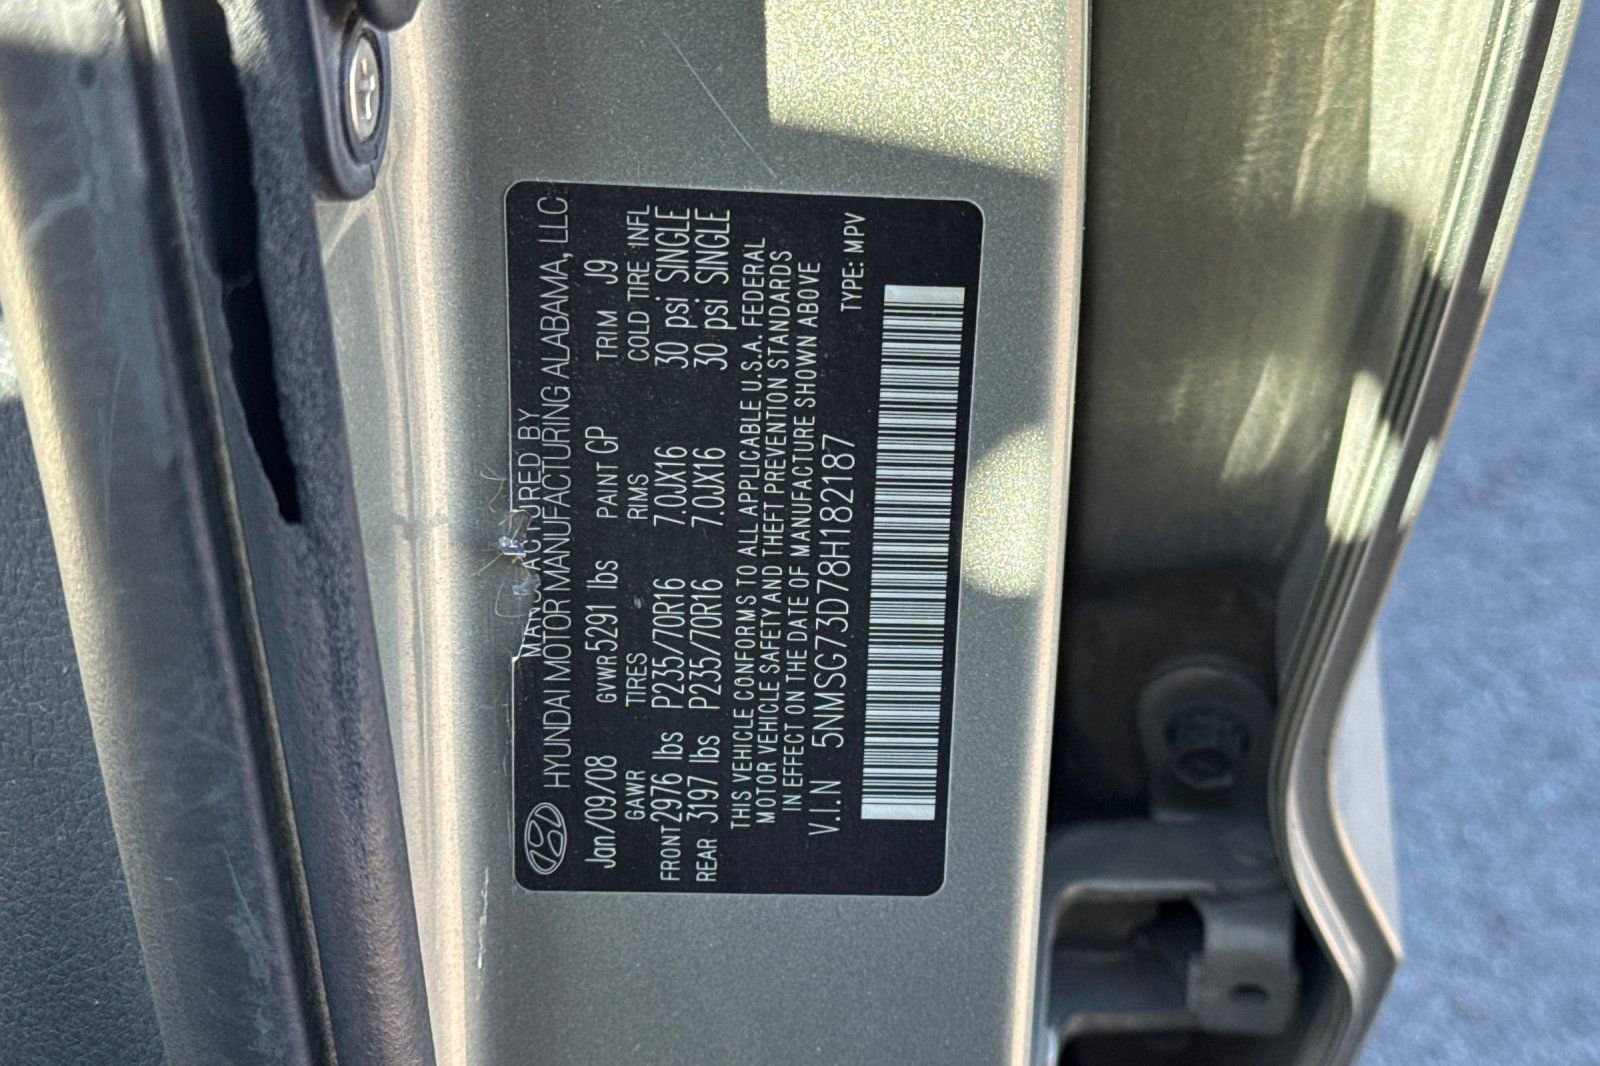 MANUFACTURED BY
HYUNDAI MOTOR MANUFACTURING ALABAMA, LLC
Jan/09/08 GVWR 5291 lbs PAINT GP TRIM J9
GAWR TIRES RIMS COLD TIRE INFL
FRONT 2976 lbs P235/70R16 7.0JX16 30 psi SINGLE
REAR 3197 lbs P235/70R16 7.0JX16 30 psi SINGLE
THIS VEHICLE CONFORMS TO ALL APPLICABLE U.S.A. FEDERAL
MOTOR VEHICLE SAFETY AND THEFT PREVENTION STANDARDS
IN EFFECT ON THE DATE OF MANUFACTURE SHOWN ABOVE
V.I.N 5NMSG73D78H182187 TYPE: MPV